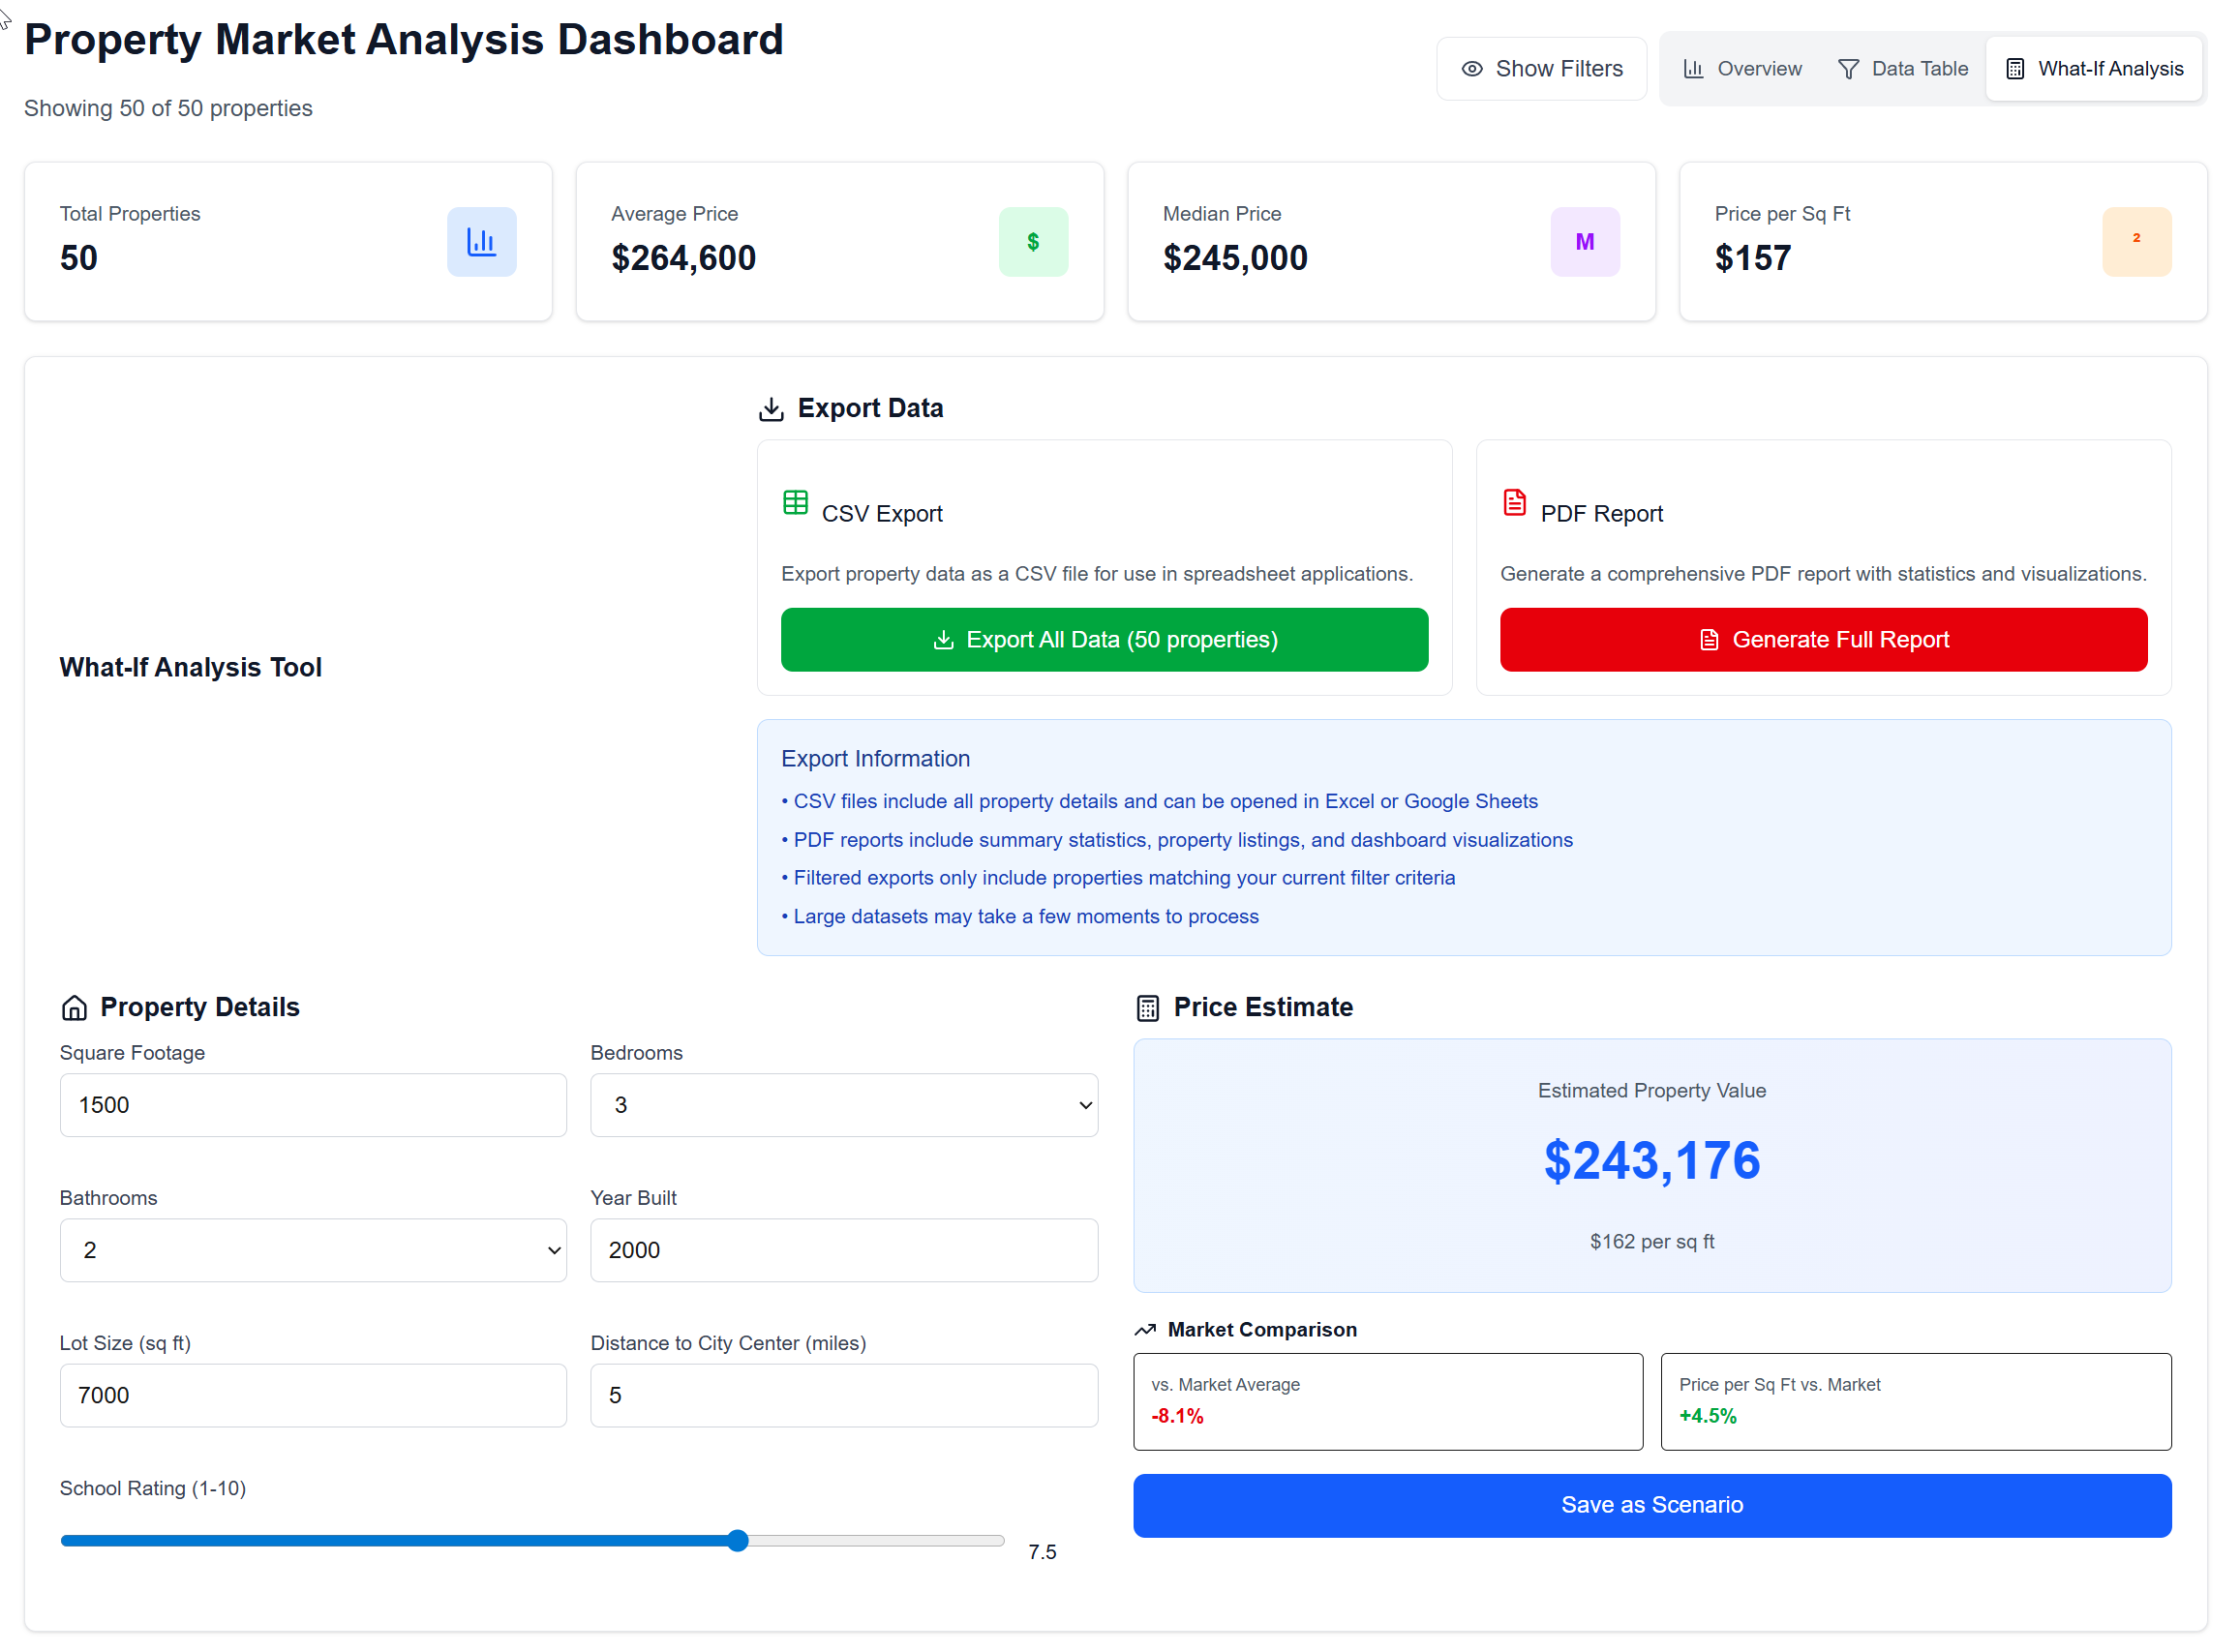 Property Market Analysis Dashboard
Showing 50 of 50 properties
Show Filters
Overview
Data Table
What-If Analysis
Total Properties
50
Average Price
$264,600
$
Median Price
$245,000
M
Price per Sq Ft
$157
²
What-If Analysis Tool
Export Data
CSV Export
Export property data as a CSV file for use in spreadsheet applications.
Export All Data (50 properties)
PDF Report
Generate a comprehensive PDF report with statistics and visualizations.
Generate Full Report
Export Information
• CSV files include all property details and can be opened in Excel or Google Sheets
• PDF reports include summary statistics, property listings, and dashboard visualizations
• Filtered exports only include properties matching your current filter criteria
• Large datasets may take a few moments to process
Property Details
Square Footage
1500
Bedrooms
3
Bathrooms
2
Year Built
2000
Lot Size (sq ft)
7000
Distance to City Center (miles)
5
School Rating (1-10)
7.5
Price Estimate
Estimated Property Value
$243,176
$162 per sq ft
Market Comparison
vs. Market Average
-8.1%
Price per Sq Ft vs. Market
+4.5%
Save as Scenario